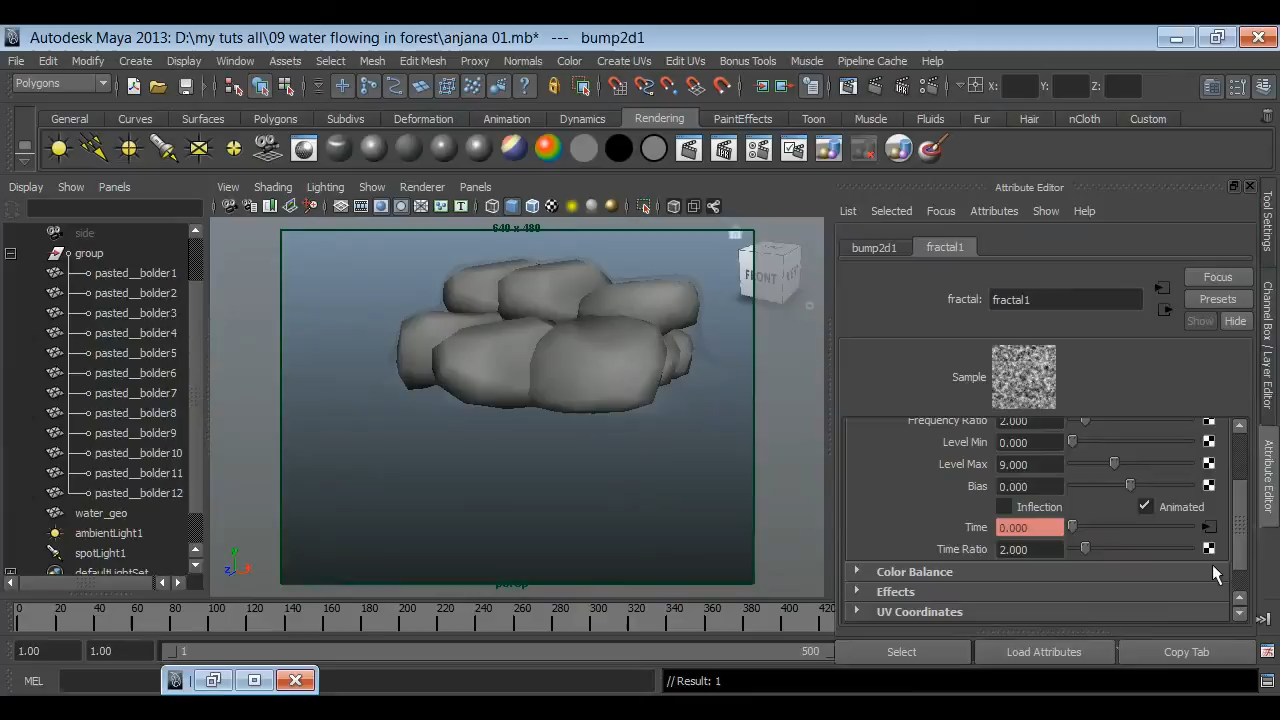 Autodesk Maya 2013: D:\my tuts all\09 water flowing in forest\anjana 01.mb* --- bump2d1
File Edit Modify Create Display Window Assets Select Mesh Edit Mesh Proxy Normals Color Create UVs Edit UVs Bonus Tools Muscle Pipeline Cache Help
Polygons X: Y: Z:
General Curves Surfaces Polygons Subdivs Deformation Animation Dynamics Rendering PaintEffects Toon Muscle Fluids Fur Hair nCloth Custom
Display Show Panels
View Shading Lighting Show Renderer Panels
side
group
pasted__bolder1
pasted__bolder2
pasted__bolder3
pasted__bolder4
pasted__bolder5
pasted__bolder6
pasted__bolder7
pasted__bolder8
pasted__bolder9
pasted__bolder10
pasted__bolder11
pasted__bolder12
water_geo
ambientLight1
spotLight1
defaultLightSet
640 x 480
FRONT
persp
Attribute Editor
List Selected Focus Attributes Show Help
bump2d1 fractal1
Focus
fractal: fractal1 Presets
Show Hide
Sample
Frequency Ratio 2.000
Level Min 0.000
Level Max 9.000
Bias 0.000
Inflection Animated
Time 0.000
Time Ratio 2.000
Color Balance
Effects
UV Coordinates
Select Load Attributes Copy Tab
Tool Settings
Channel Box / Layer Editor
Attribute Editor
0 20 40 60 80 100 120 140 160 180 200 220 240 260 280 300 320 340 360 380 400 420
1.00 1.00 1 500
MEL // Result: 1